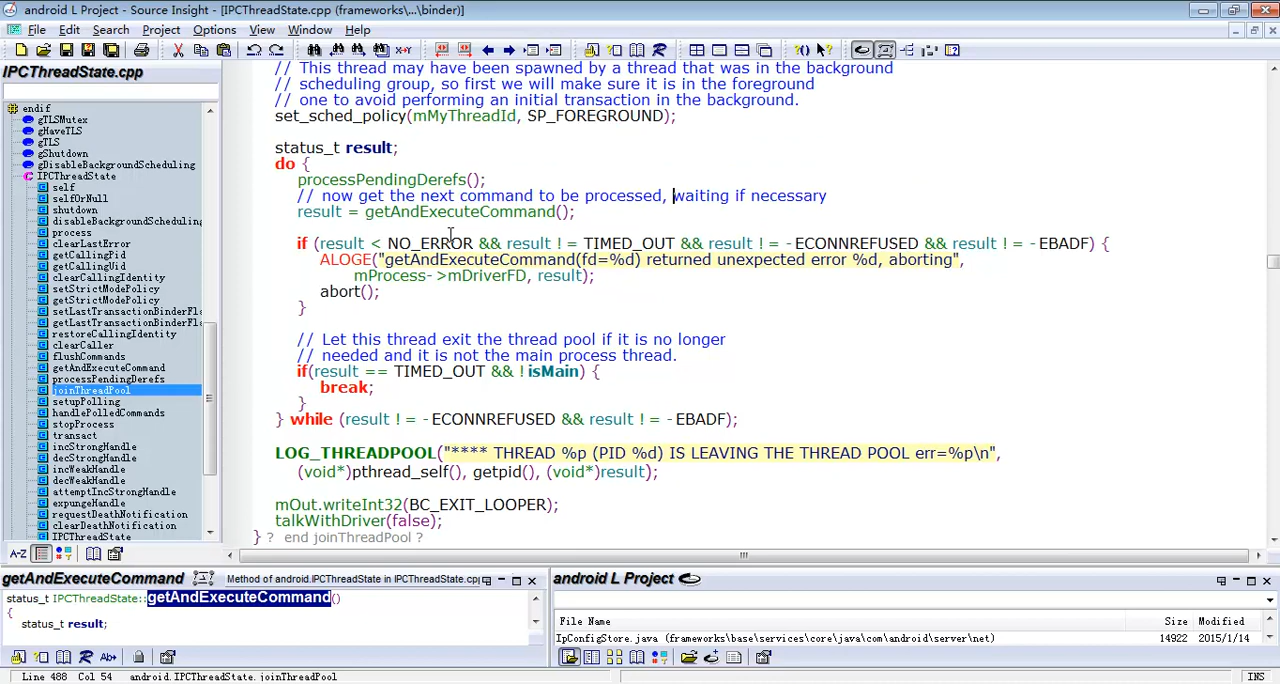 android L Project - Source Insight - [IPCThreadState.cpp (frameworks\...\binder)]
File Edit Search Project Options View Window Help
IPCThreadState.cpp
endif
gTLSMutex
gHaveTLS
gTLS
gShutdown
gDisableBackgroundScheduling
IPCThreadState
self
selfOrNull
shutdown
disableBackgroundSched
process
clearLastError
getCallingPid
getCallingUid
clearCallingIdentity
setStrictModePolicy
getStrictModePolicy
setLastTransactionBinderFla
getLastTransactionBinderFla
restoreCallingIdentity
clearCaller
flushCommands
getAndExecuteCommand
processPendingDerefs
joinThreadPool
setupPolling
handlePolledCommands
stopProcess
transact
incStrongHandle
decStrongHandle
incWeakHandle
decWeakHandle
attemptIncStrongHandle
expungeHandle
requestDeathNotification
clearDeathNotification
IPCThreadState
A-Z
// This thread may have been spawned by a thread that was in the background
// scheduling group, so first we will make sure it is in the foreground
// one to avoid performing an initial transaction in the background.
set_sched_policy(mMyThreadId, SP_FOREGROUND);
status_t result;
do {
processPendingDerefs();
// now get the next command to be processed, waiting if necessary
result = getAndExecuteCommand();
if (result < NO_ERROR && result != TIMED_OUT && result != -ECONNREFUSED && result != -EBADF) {
ALOGE("getAndExecuteCommand(fd=%d) returned unexpected error %d, aborting",
mProcess->mDriverFD, result);
abort();
}
// Let this thread exit the thread pool if it is no longer
// needed and it is not the main process thread.
if(result == TIMED_OUT && !isMain) {
break;
}
} while (result != -ECONNREFUSED && result != -EBADF);
LOG_THREADPOOL("**** THREAD %p (PID %d) IS LEAVING THE THREAD POOL err=%p\n",
(void*)pthread_self(), getpid(), (void*)result);
mOut.writeInt32(BC_EXIT_LOOPER);
talkWithDriver(false);
} ? end joinThreadPool ?
getAndExecuteCommand Method of android.IPCThreadState in IPCThreadState.cpp
status_t IPCThreadState::getAndExecuteCommand()
{
status_t result;
android L Project
File Name Size Modified
IpConfigStore.java (frameworks\base\services\core\java\com\android\server\net) 14922 2015/1/14
Line 488 Col 54 android.IPCThreadState.joinThreadPool INS